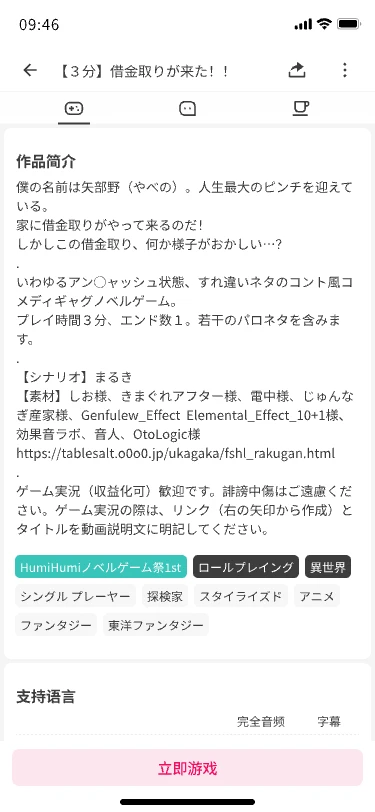 09:46
【３分】借金取りが来た！！
作品简介
僕の名前は矢部野（やべの）。人生最大のピンチを迎えて
いる。
家に借金取りがやって来るのだ！
しかしこの借金取り、何か様子がおかしい…?
.
いわゆるアン〇ャッシュ状態、すれ違いネタのコント風コ
メディギャグノベルゲーム。
プレイ時間３分、エンド数１。若干のパロネタを含みま
す。
.
【シナリオ】まるき
【素材】しお様、きまぐれアフター様、電中様、じゅんな
ぎ産家様、Genfulew_Effect Elemental_Effect_10+1様、
効果音ラボ、音人、OtoLogic様
https://tablesalt.o0o0.jp/ukagaka/fshl_rakugan.html
.
ゲーム実況（収益化可）歓迎です。誹謗中傷はご遠慮くだ
さい。ゲーム実況の際は、リンク（右の矢印から作成）と
タイトルを動画説明文に明記してください。
HumiHumiノベルゲーム祭1st ロールプレイング 異世界
シングル プレーヤー 探検家 スタイライズド アニメ
ファンタジー 東洋ファンタジー
支持语言
完全音频 字幕
立即游戏